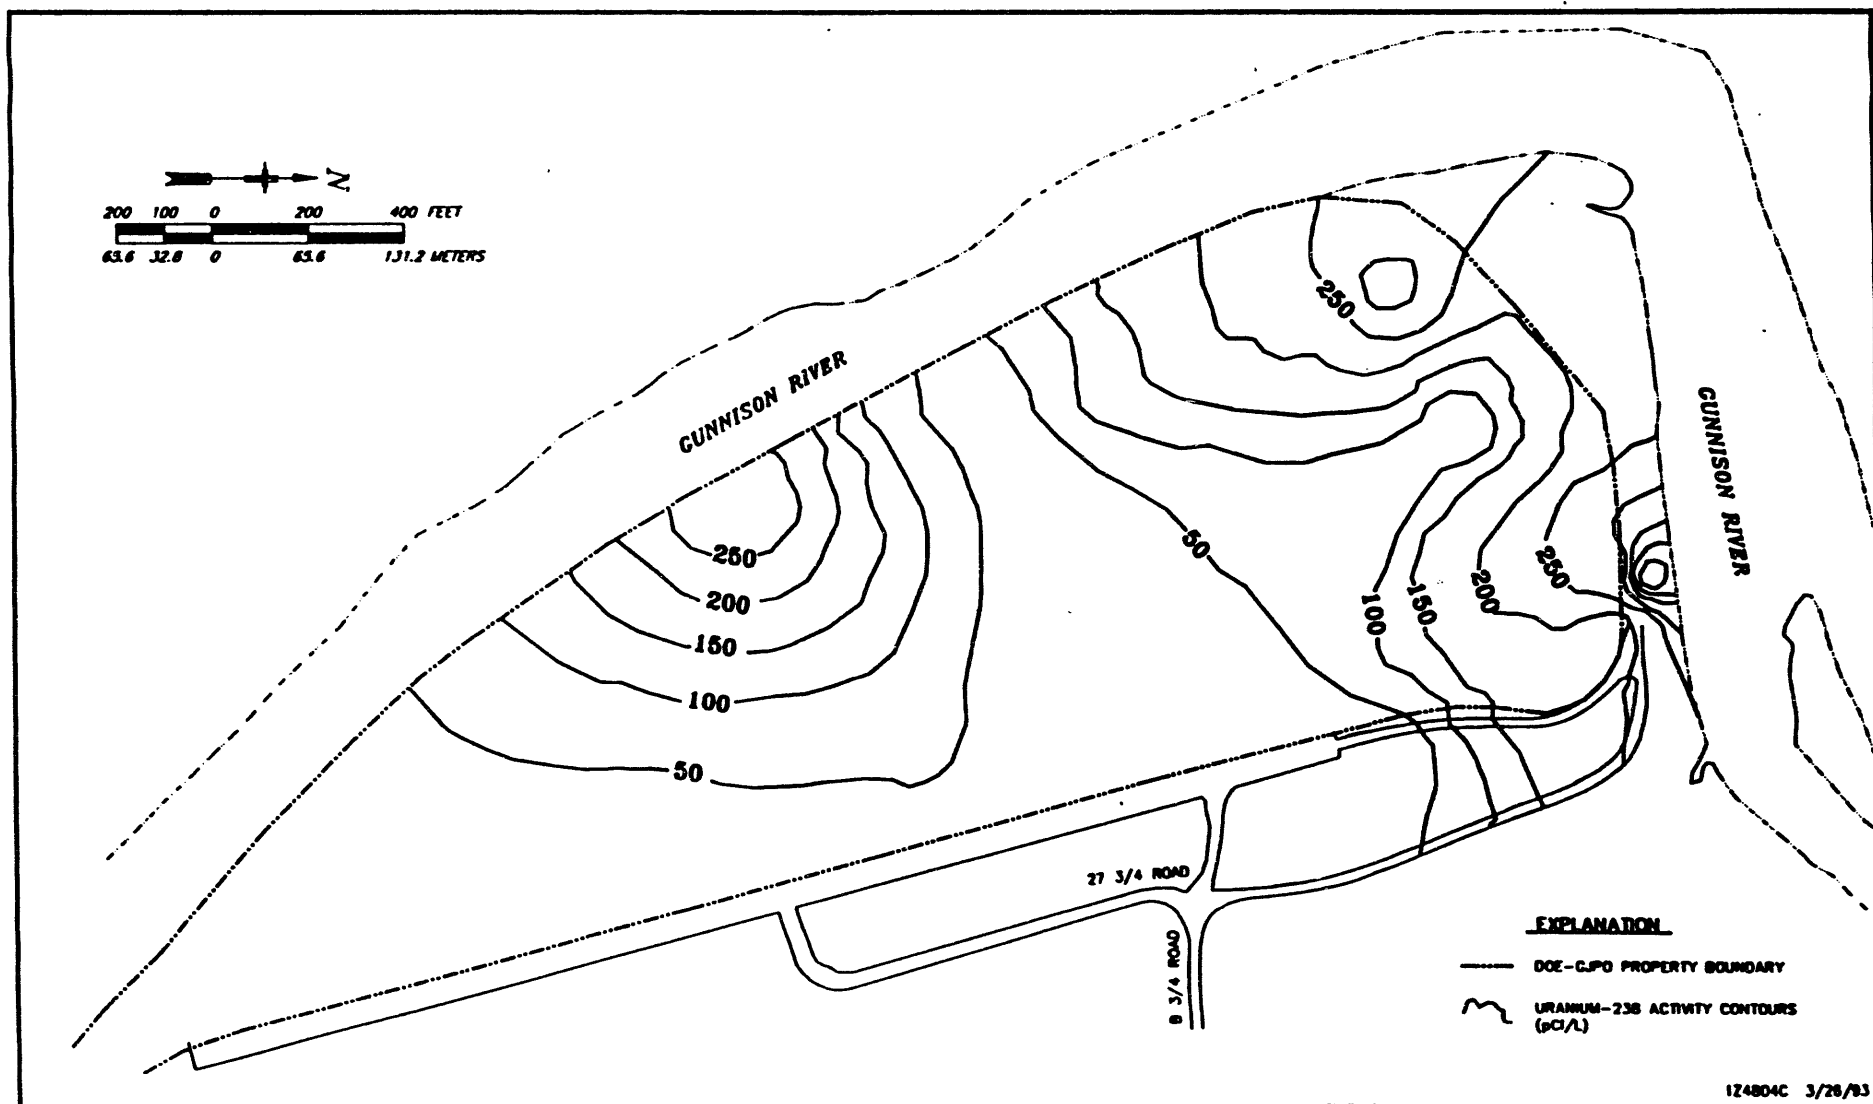 N
200 100 0 200 400 FEET
65.6 32.8 0 65.6 131.2 METERS
GUNNISON RIVER
GUNNISON RIVER
250
250
200
150
100
50
50
100
150
200
250
27 3/4 ROAD
B 3/4 ROAD
EXPLANATION
DOE-GJPO PROPERTY BOUNDARY
URANIUM-238 ACTIVITY CONTOURS
(pCi/L)
1Z4804C 3/26/93